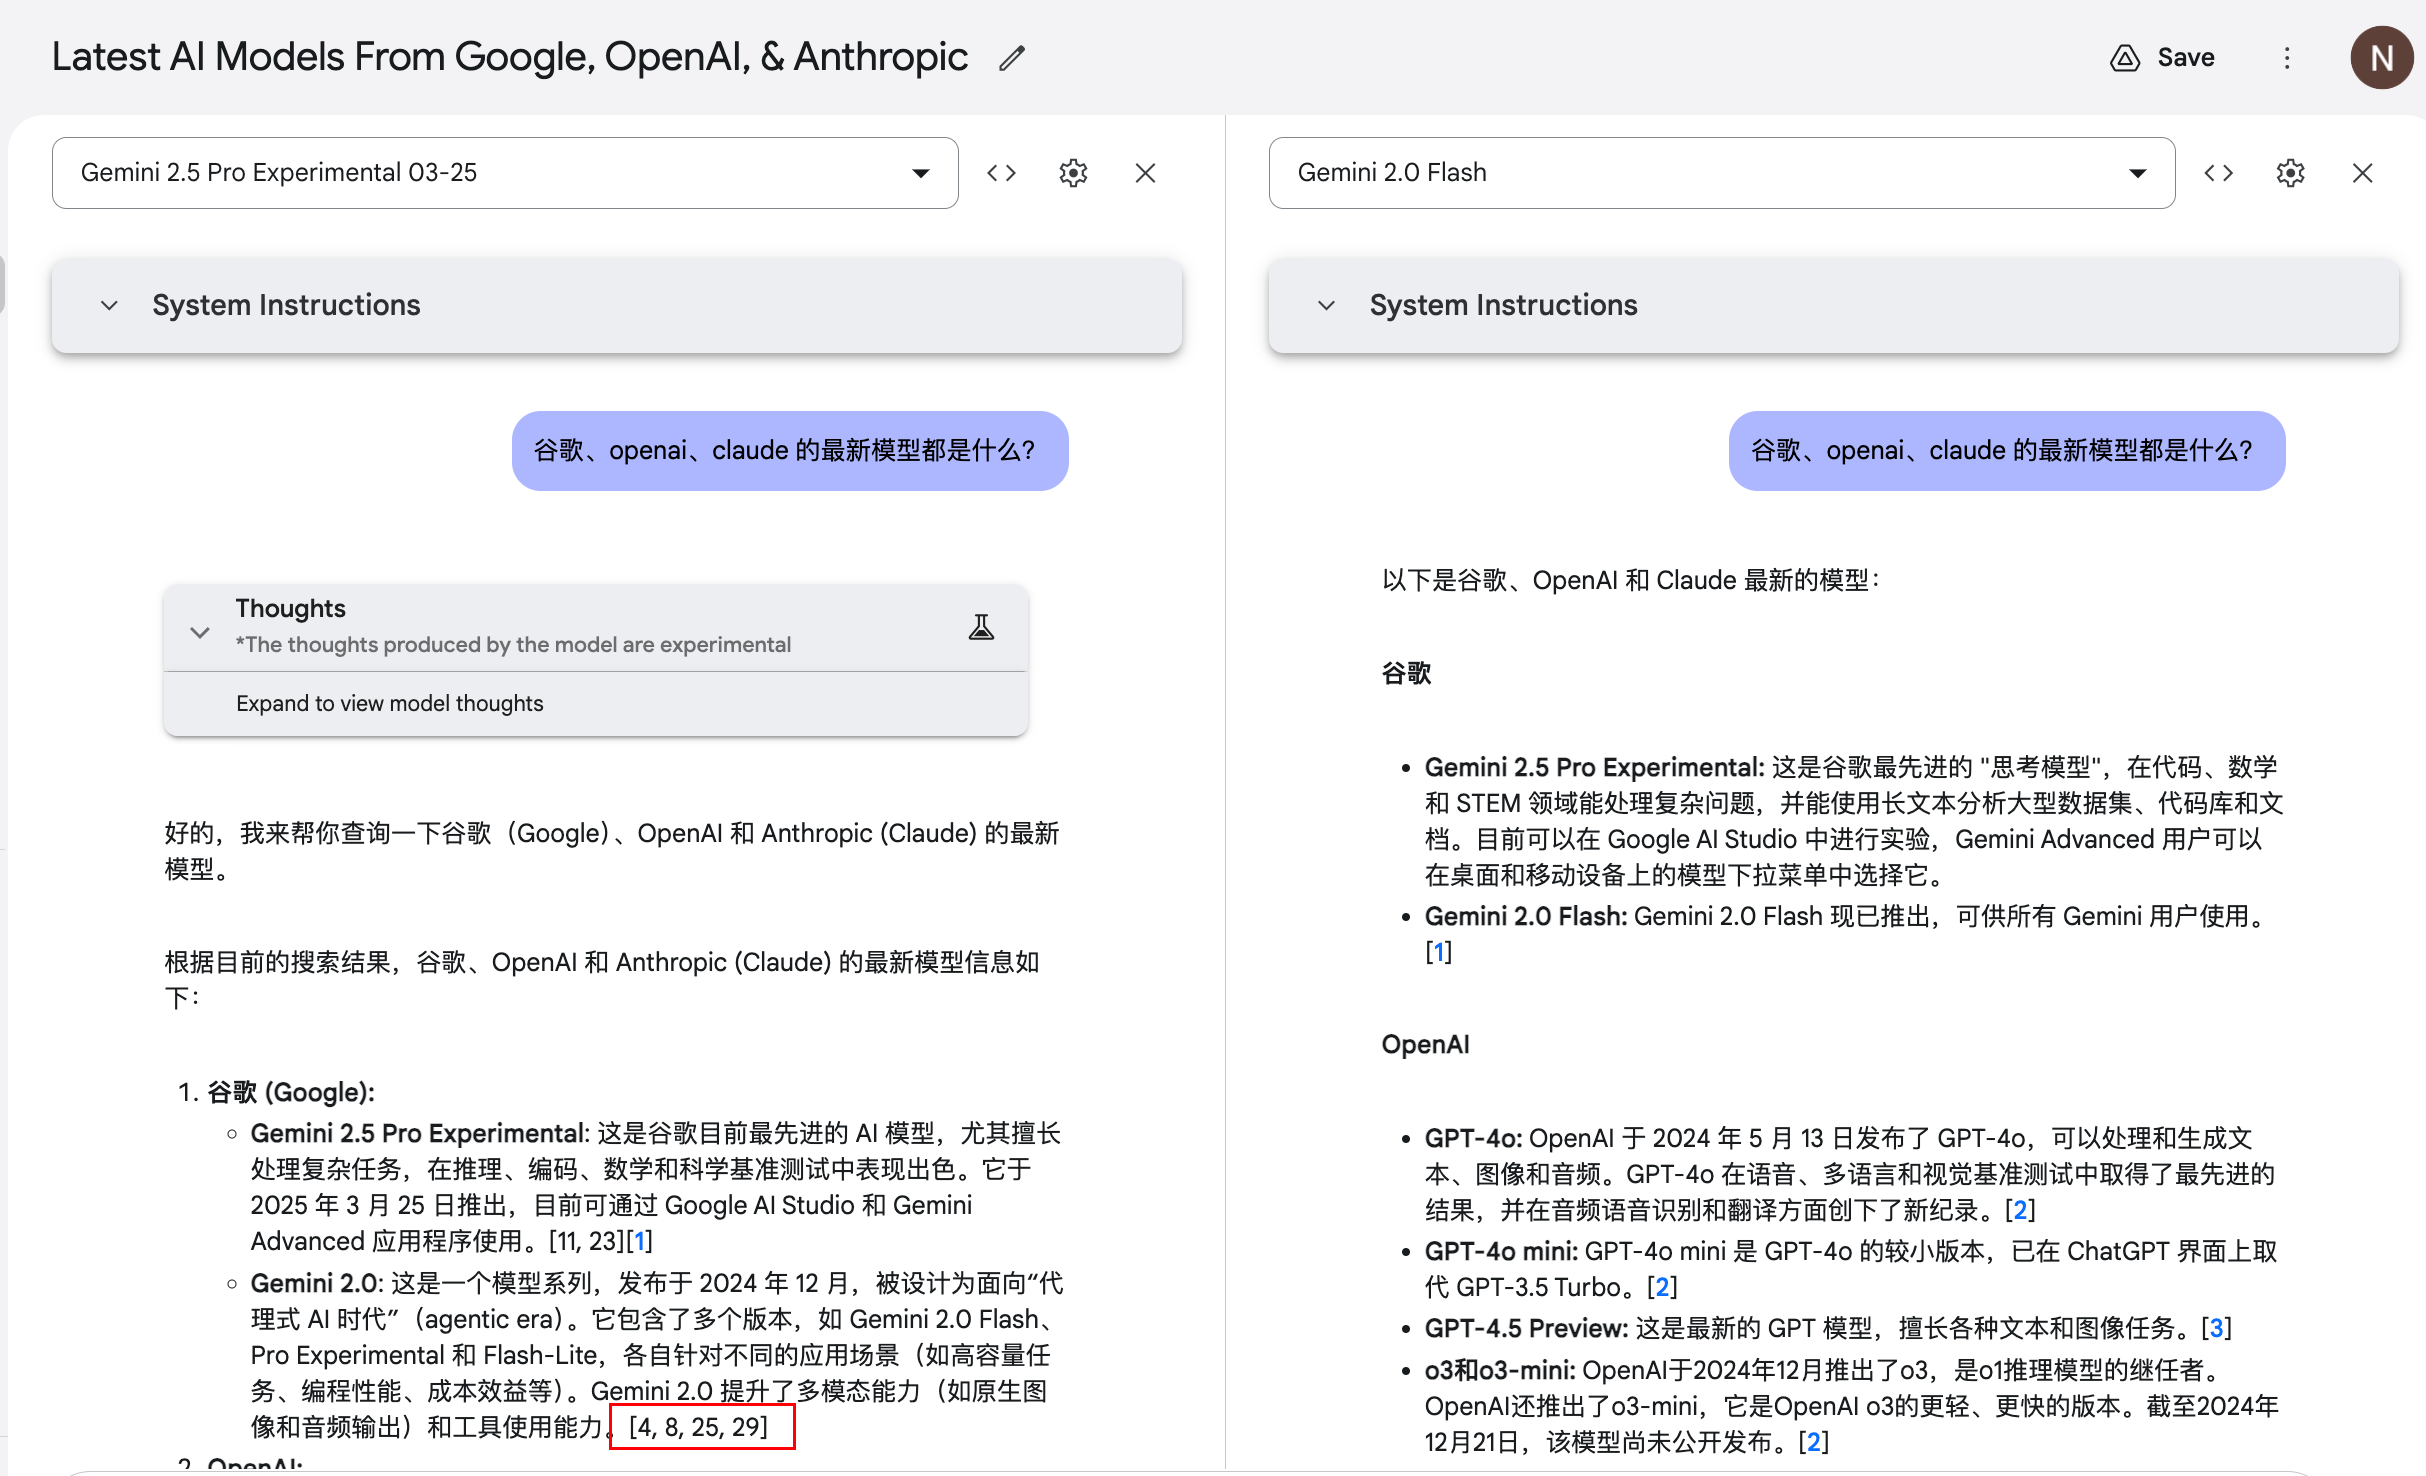 Latest AI Models From Google, OpenAI, & Anthropic
Save
N
Gemini 2.5 Pro Experimental 03-25
System Instructions
谷歌、openai、claude 的最新模型都是什么？
Thoughts
*The thoughts produced by the model are experimental
Expand to view model thoughts
好的，我来帮你查询一下谷歌（Google）、OpenAI 和 Anthropic (Claude) 的最新
模型。
根据目前的搜索结果，谷歌、OpenAI 和 Anthropic (Claude) 的最新模型信息如
下：
1. 谷歌 (Google):
Gemini 2.5 Pro Experimental: 这是谷歌目前最先进的 AI 模型，尤其擅长
处理复杂任务，在推理、编码、数学和科学基准测试中表现出色。它于
2025 年 3 月 25 日推出，目前可通过 Google AI Studio 和 Gemini
Advanced 应用程序使用。[11, 23][1]
Gemini 2.0: 这是一个模型系列，发布于 2024 年 12 月，被设计为面向“代
理式 AI 时代”（agentic era）。它包含了多个版本，如 Gemini 2.0 Flash、
Pro Experimental 和 Flash-Lite，各自针对不同的应用场景（如高容量任
务、编程性能、成本效益等）。Gemini 2.0 提升了多模态能力（如原生图
像和音频输出）和工具使用能力。[4, 8, 25, 29]
2. OpenAI:
Gemini 2.0 Flash
System Instructions
谷歌、openai、claude 的最新模型都是什么？
以下是谷歌、OpenAI 和 Claude 最新的模型：
谷歌
Gemini 2.5 Pro Experimental: 这是谷歌最先进的 "思考模型"，在代码、数学
和 STEM 领域能处理复杂问题，并能使用长文本分析大型数据集、代码库和文
档。目前可以在 Google AI Studio 中进行实验，Gemini Advanced 用户可以
在桌面和移动设备上的模型下拉菜单中选择它。
Gemini 2.0 Flash: Gemini 2.0 Flash 现已推出，可供所有 Gemini 用户使用。
[1]
OpenAI
GPT-4o: OpenAI 于 2024 年 5 月 13 日发布了 GPT-4o，可以处理和生成文
本、图像和音频。GPT-4o 在语音、多语言和视觉基准测试中取得了最先进的
结果，并在音频语音识别和翻译方面创下了新纪录。[2]
GPT-4o mini: GPT-4o mini 是 GPT-4o 的较小版本，已在 ChatGPT 界面上取
代 GPT-3.5 Turbo。[2]
GPT-4.5 Preview: 这是最新的 GPT 模型，擅长各种文本和图像任务。[3]
o3和o3-mini: OpenAI于2024年12月推出了o3，是o1推理模型的继任者。
OpenAI还推出了o3-mini，它是OpenAI o3的更轻、更快的版本。截至2024年
12月21日，该模型尚未公开发布。[2]